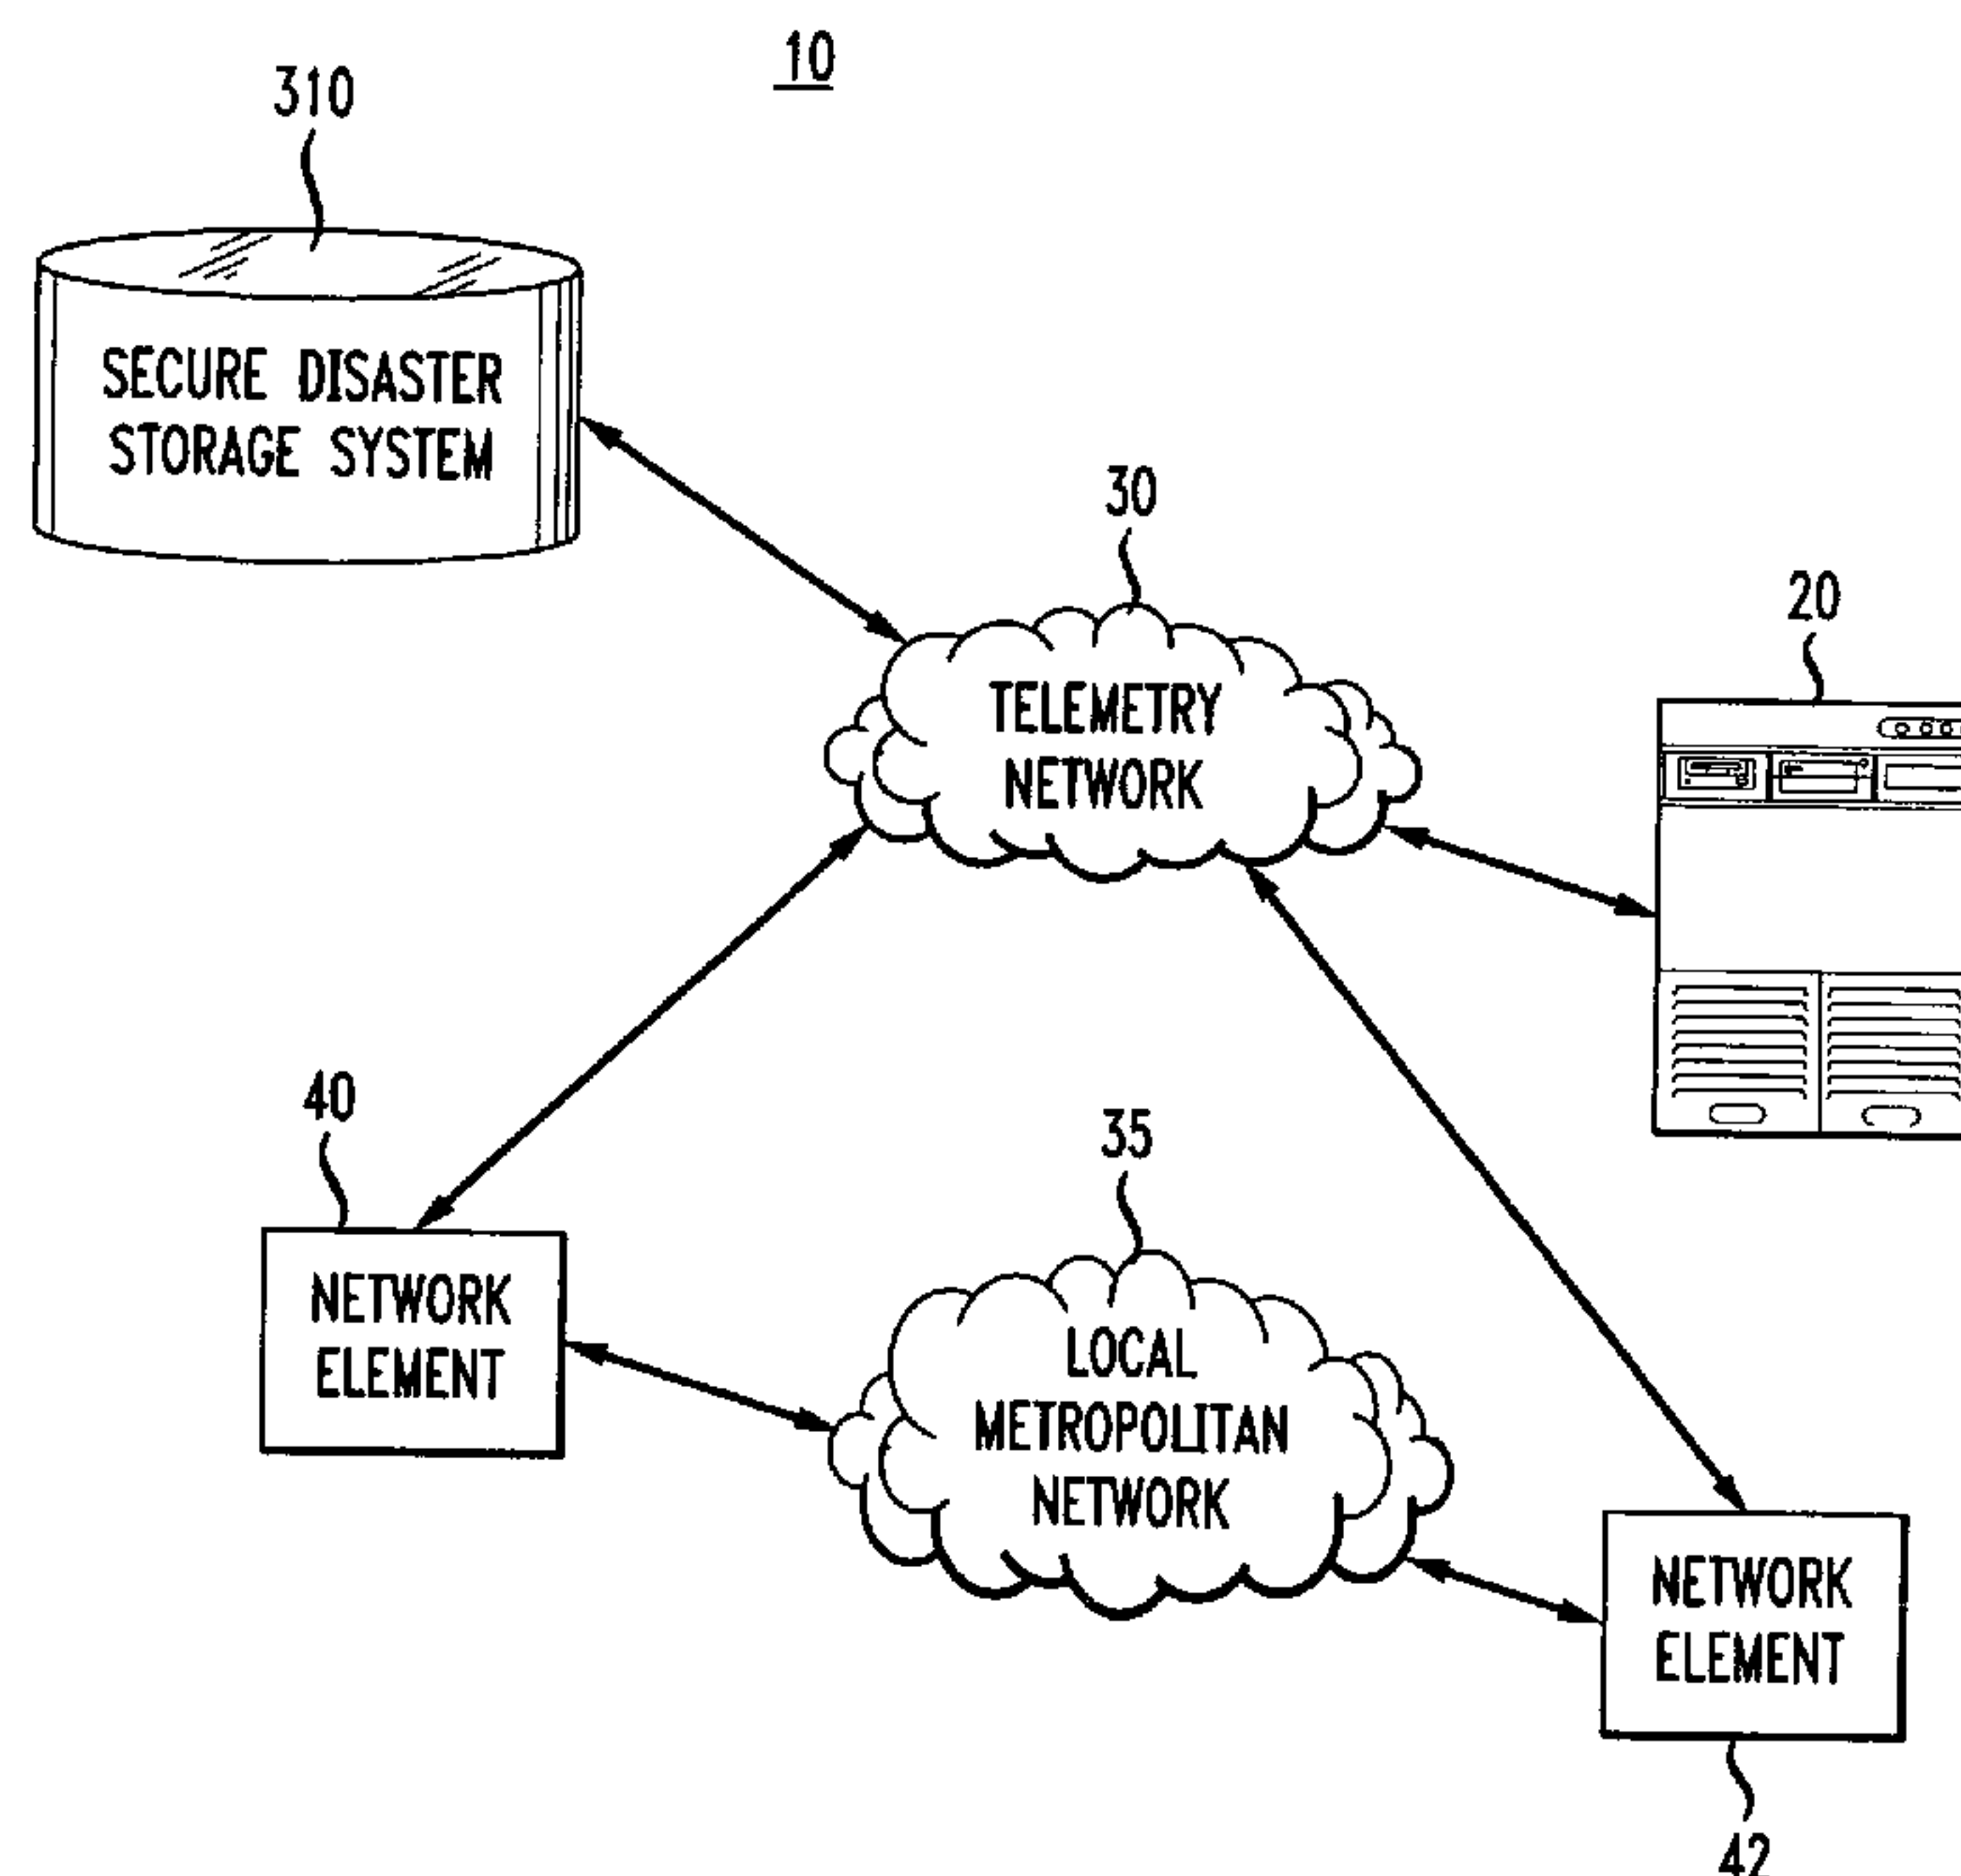 10
310
SECURE DISASTER
STORAGE SYSTEM
30
20
TELEMETRY
NETWORK
40
35
NETWORK
ELEMENT
LOCAL
METROPOLITAN
NETWORK
NETWORK
ELEMENT
42